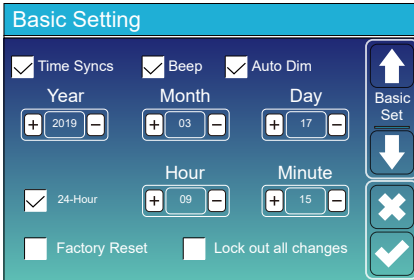 Basic Setting
Time Syncs Beep Auto Dim
Year Month Day
+ 2019 − + 03 − + 17 −
Basic
Set
Hour Minute
24-Hour + 09 − + 15 −
Factory Reset Lock out all changes